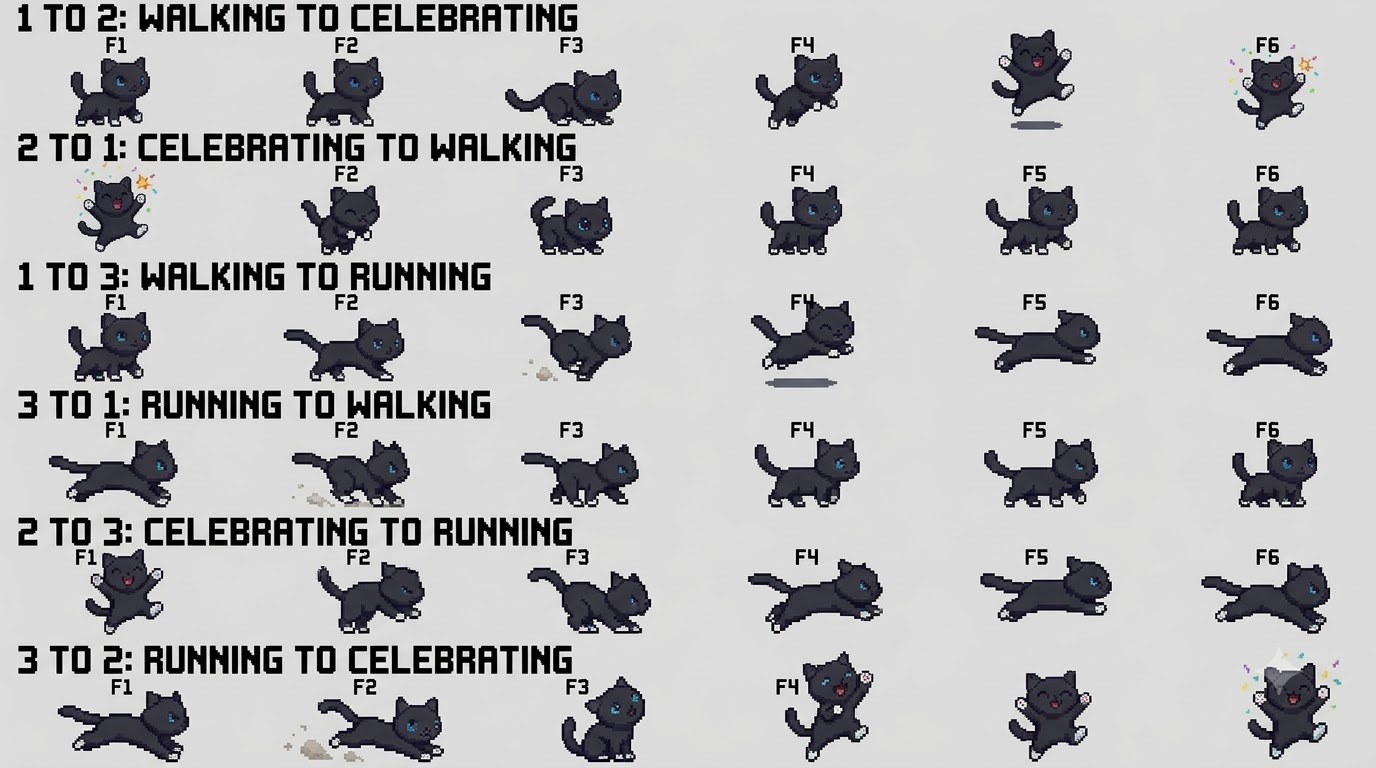 1 TO 2: WALKING TO CELEBRATING
F1 F2 F3 F4 F6
2 TO 1: CELEBRATING TO WALKING
F2 F3 F4 F5 F6
1 TO 3: WALKING TO RUNNING
F1 F2 F3 F4 F5 F6
3 TO 1: RUNNING TO WALKING
F1 F2 F3 F4 F5 F6
2 TO 3: CELEBRATING TO RUNNING
F1 F2 F3 F4 F5 F6
3 TO 2: RUNNING TO CELEBRATING
F1 F2 F3 F4